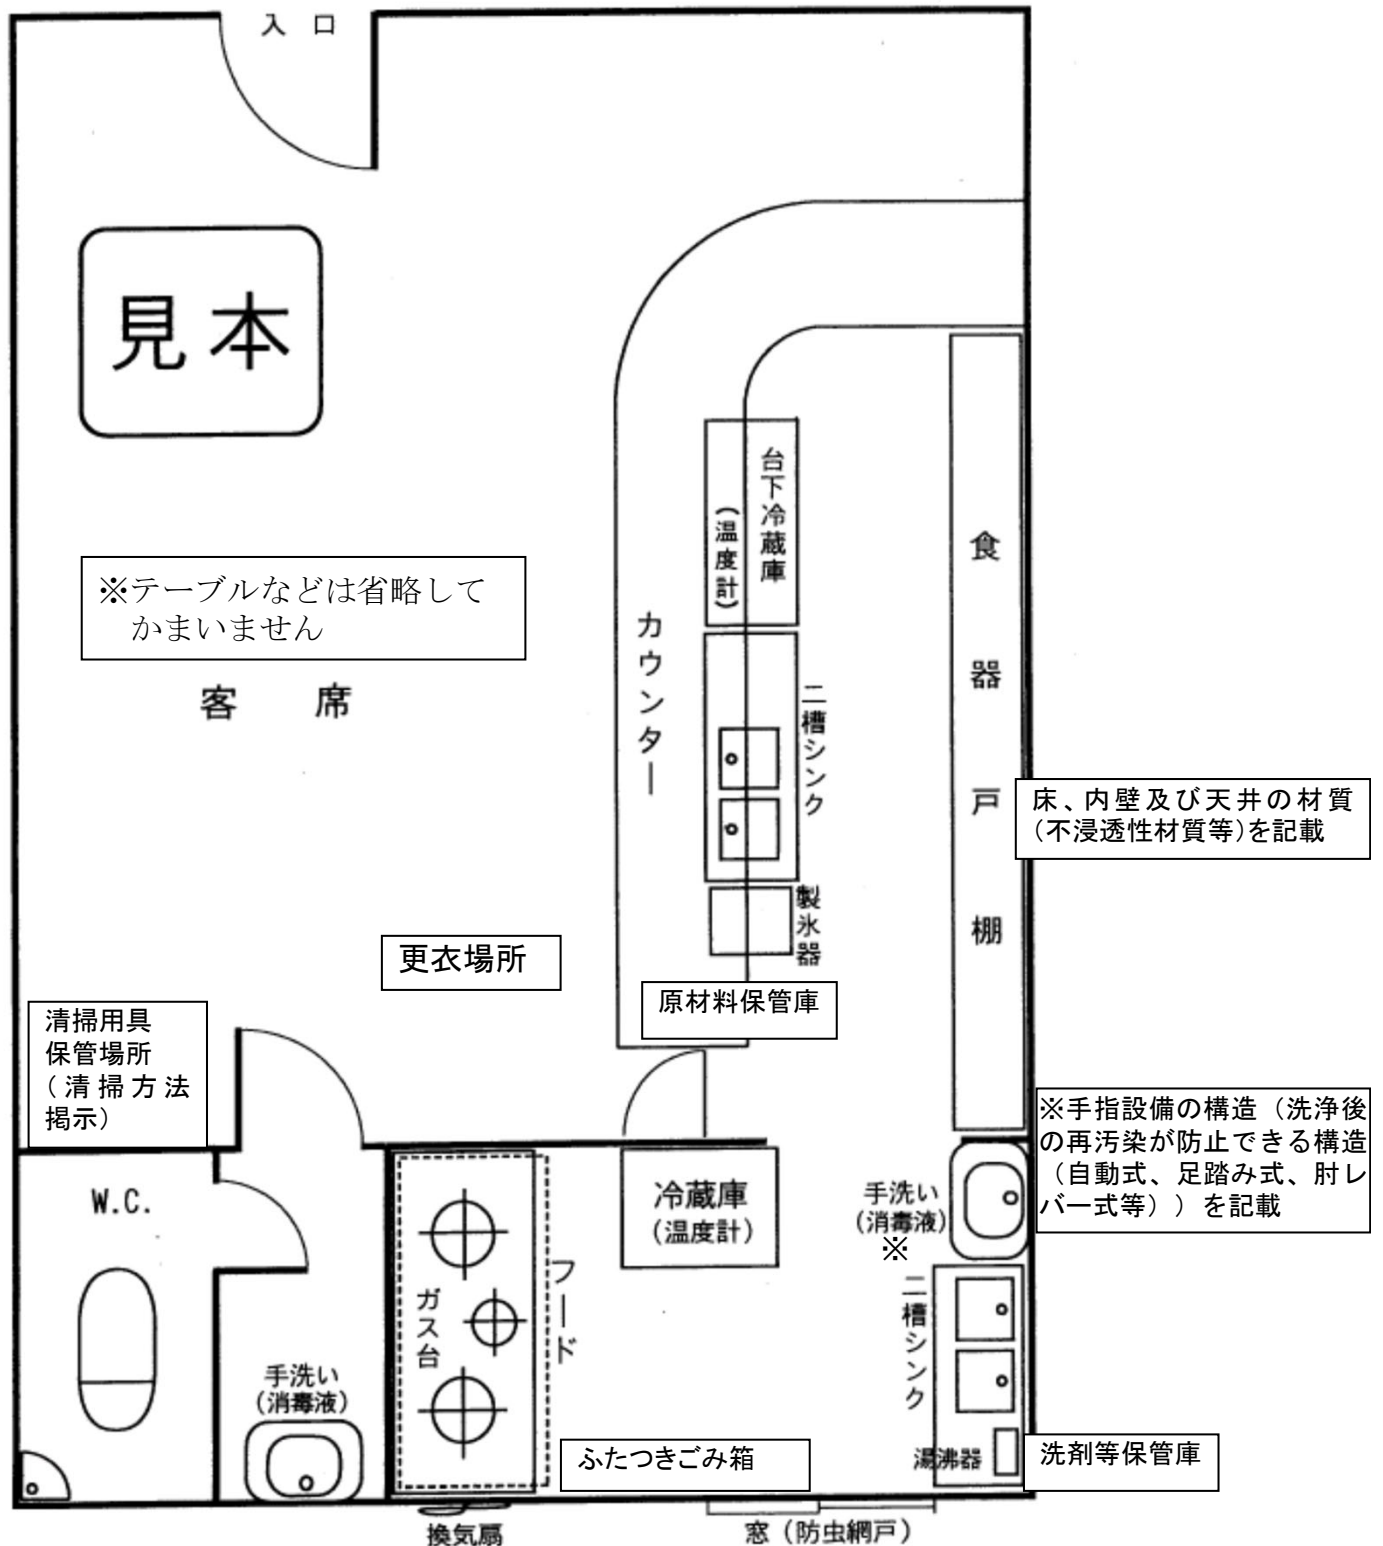 入口
見本
台下冷蔵庫
(温度計)
食器戸棚
※テーブルなどは省略して
かまいません
カウンター
客席
二槽シンク
床、内壁及び天井の材質
(不浸透性材質等)を記載
製氷器
更衣場所
原材料保管庫
清掃用具
保管場所
(清掃方法
掲示)
※手指設備の構造(洗浄後
の再汚染が防止できる構造
(自動式、足踏み式、肘レ
バー式等))を記載
W.C.
冷蔵庫
(温度計)
手洗い
(消毒液)
※
ガス台
フード
二槽シンク
手洗い
(消毒液)
ふたつきごみ箱
湯沸器
洗剤等保管庫
換気扇
窓(防虫網戸)